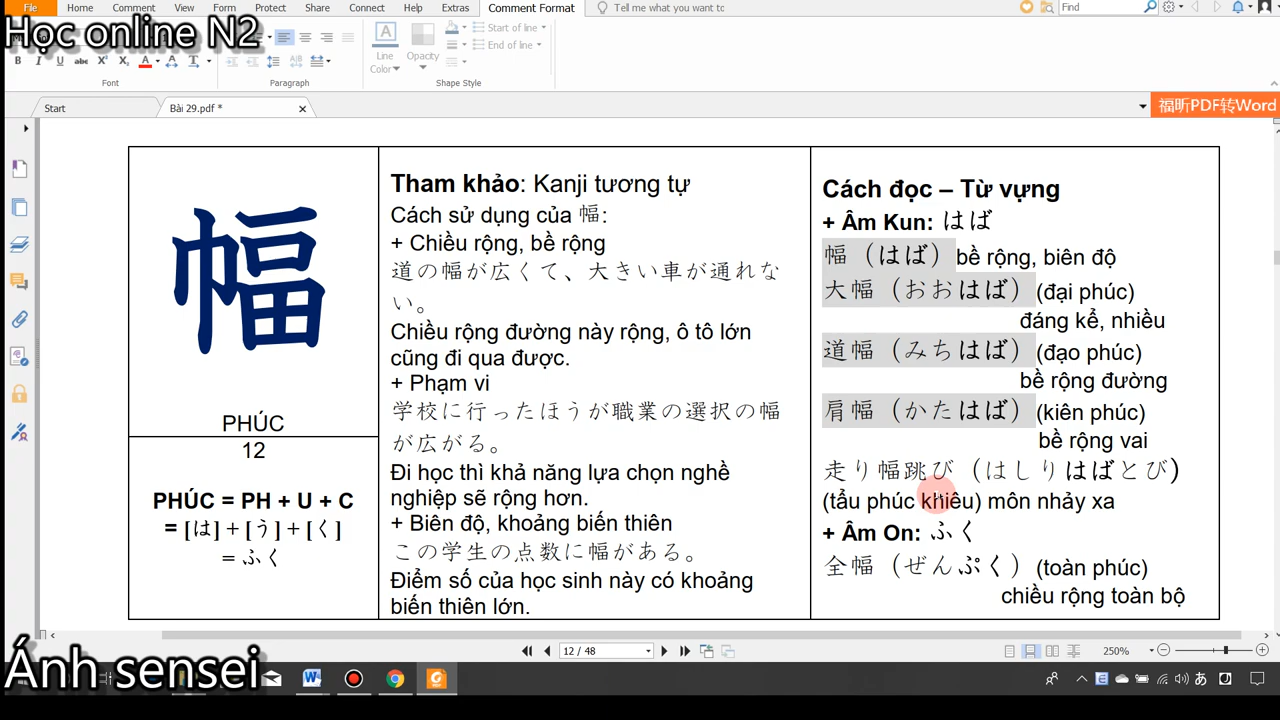 File Home Comment View Form Protect Share Connect Help Extras Comment Format Tell me what you want tc Find
Học online N2
Line Color Opacity Start of line End of line
Font Paragraph Shape Style
Start Bài 29.pdf * 福昕PDF转Word
幅
PHÚC
12
PHÚC = PH + U + C
= [は] + [う] + [く]
= ふく
Tham khảo: Kanji tương tự
Cách sử dụng của 幅:
+ Chiều rộng, bề rộng
道の幅が広くて、大きい車が通れな
い。
Chiều rộng đường này rộng, ô tô lớn
cũng đi qua được.
+ Phạm vi
学校に行ったほうが職業の選択の幅
が広がる。
Đi học thì khả năng lựa chọn nghề
nghiệp sẽ rộng hơn.
+ Biên độ, khoảng biến thiên
この学生の点数に幅がある。
Điểm số của học sinh này có khoảng
biến thiên lớn.
Cách đọc – Từ vựng
+ Âm Kun: はば
幅（はば）bề rộng, biên độ
大幅（おおはば）(đại phúc)
đáng kể, nhiều
道幅（みちはば）(đạo phúc)
bề rộng đường
肩幅（かたはば）(kiên phúc)
bề rộng vai
走り幅跳び（はしりはばとび)
(tẩu phúc khiêu) môn nhảy xa
+ Âm On: ふく
全幅（ぜんぷく）(toàn phúc)
chiều rộng toàn bộ
12 / 48 250%
Ánh sensei
あ